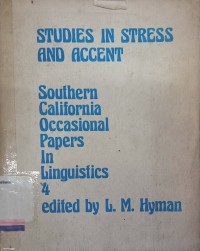 STUDIES IN STRESS
AND ACCENT
Southern
California
Occasional
Papers
In
Linguistics
4
edited by L. M. Hyman